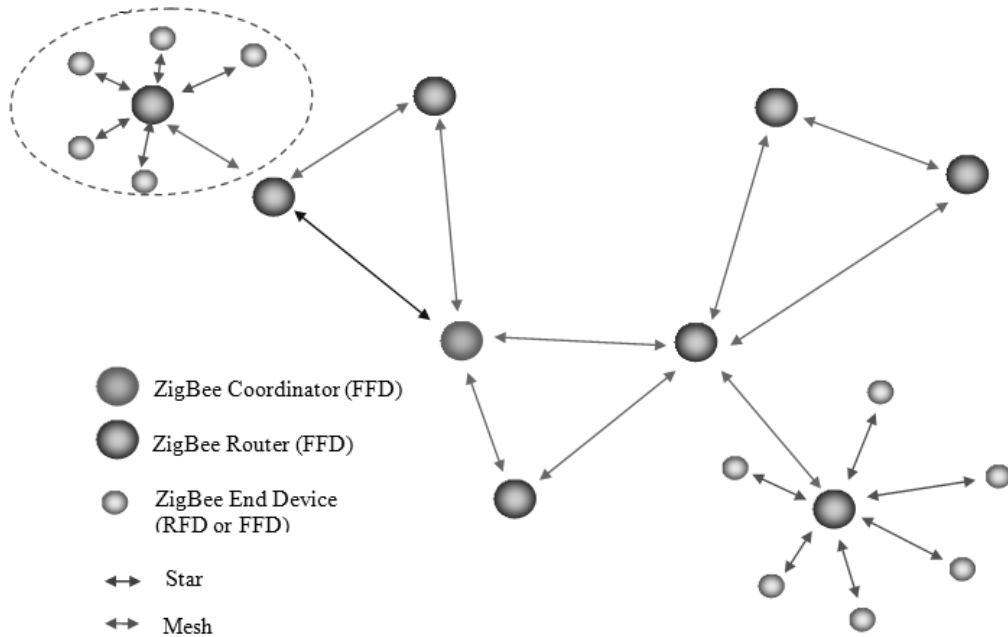 ZigBee Coordinator (FFD)
ZigBee Router (FFD)
ZigBee End Device
(RFD or FFD)
Star
Mesh